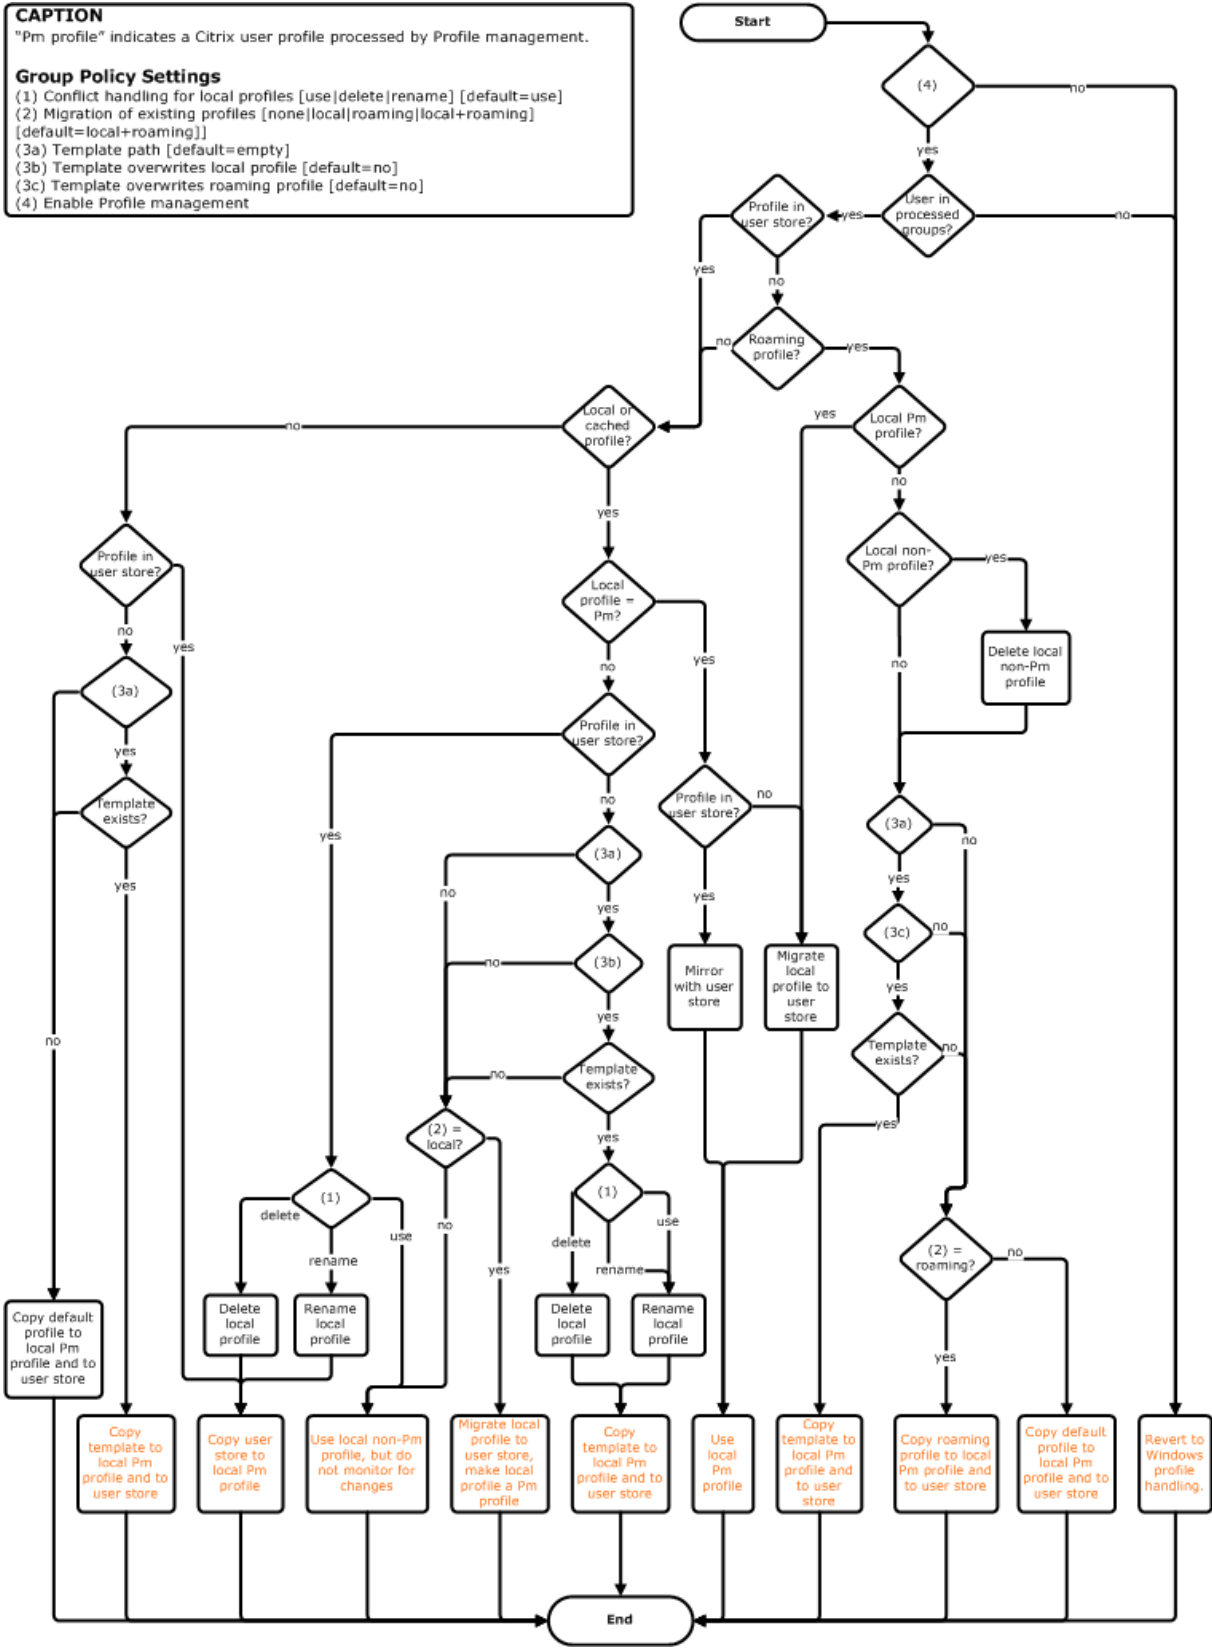 CAPTION
"Pm profile" indicates a Citrix user profile processed by Profile management.
Group Policy Settings
(1) Conflict handling for local profiles [use|delete|rename] [default=use]
(2) Migration of existing profiles [none|local|roaming|local+roaming]
[default=local+roaming]]
(3a) Template path [default=empty]
(3b) Template overwrites local profile [default=no]
(3c) Template overwrites roaming profile [default=no]
(4) Enable Profile management
Start
(4)
no
yes
User in
processed
groups?
no
yes
Profile in
user store?
yes
no
Roaming
profile?
no
yes
Local or
cached
profile?
no
yes
Local Pm
profile?
yes
no
Local non-
Pm profile?
yes
no
Delete local
non-Pm
profile
Profile in
user store?
no
yes
(3a)
yes
Template
exists?
yes
no
Local
profile =
Pm?
yes
no
Profile in
user store?
yes
no
Profile in
user store?
no
yes
(3a)
no
yes
(3b)
no
yes
Template
exists?
no
yes
(3a)
no
yes
(3c)
no
yes
Template
exists?
no
yes
Mirror
with user
store
Migrate
local
profile to
user
store
(2) =
local?
no
yes
(1)
delete
use
rename
(1)
delete
use
rename
(2) =
roaming?
no
yes
Copy default
profile to
local Pm
profile and to
user store
Delete
local
profile
Rename
local
profile
Delete
local
profile
Rename
local
profile
Copy
template to
local Pm
profile and to
user store
Copy user
store to
local Pm
profile
Use local non-Pm
profile, but do
not monitor for
changes
Migrate local
profile to
user store,
make local
profile a Pm
profile
Copy
template to
local Pm
profile and to
user store
Use
local
Pm
profile
Copy
template to
local Pm
profile and
to user
store
Copy roaming
profile to local
Pm profile and
to user store
Copy default
profile to
local Pm
profile and to
user store
Revert to
Windows
profile
handling.
End